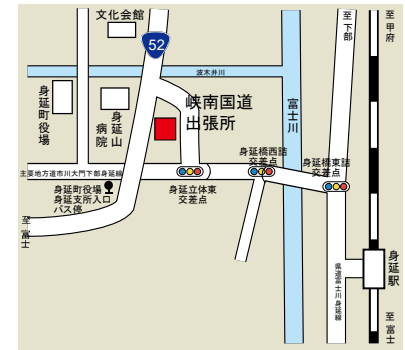 文化会館
至下部
至甲府
52
波木井川
身延町役場
身延山
病院
峡南国道
出張所
富士川
身延橋西詰
交差点
身延橋東詰
交差点
主要地方道市川大門下部身延線
身延町役場
身延支所入口
バス停
身延立体東
交差点
至富士
県道富士川身延線
身延駅
至富士